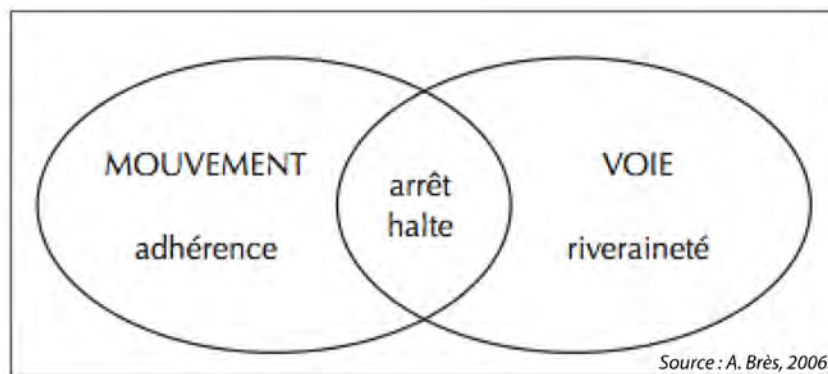 MOUVEMENT
adhérence
arrêt
halte
VOIE
riveraineté
Source : A. Brès, 2006